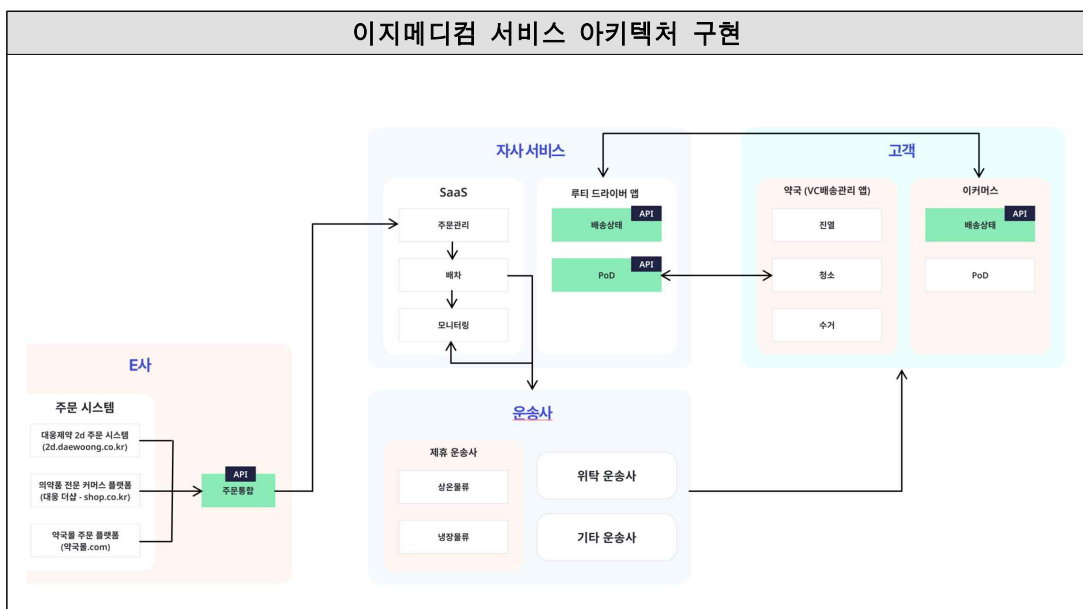 이지메디컴 서비스 아키텍처 구현
자사 서비스
SaaS
주문관리
배차
모니터링
루티 드라이버 앱
API
배송상태
API
PoD
고객
약국 (VC배송관리 앱)
진열
청소
수거
이커머스
API
배송상태
PoD
E사
주문 시스템
대웅제약 2d 주문 시스템
(2d.daewoong.co.kr)
의약품 전문 커머스 플랫폼
(대웅 더샵 - shop.co.kr)
약국몰 주문 플랫폼
(약국몰.com)
API
주문통합
운송사
제휴 운송사
상온물류
냉장물류
위탁 운송사
기타 운송사